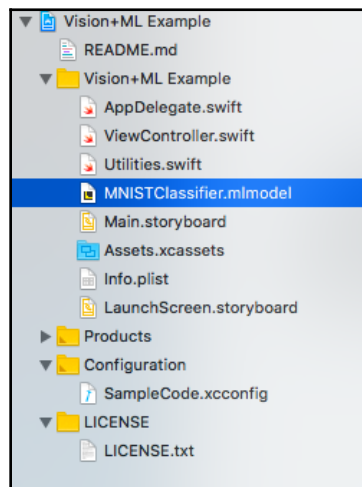 Vision+ML Example
README.md
Vision+ML Example
AppDelegate.swift
ViewController.swift
Utilities.swift
MNISTClassifier.mlmodel
Main.storyboard
Assets.xcassets
Info.plist
LaunchScreen.storyboard
Products
Configuration
SampleCode.xcconfig
LICENSE
LICENSE.txt